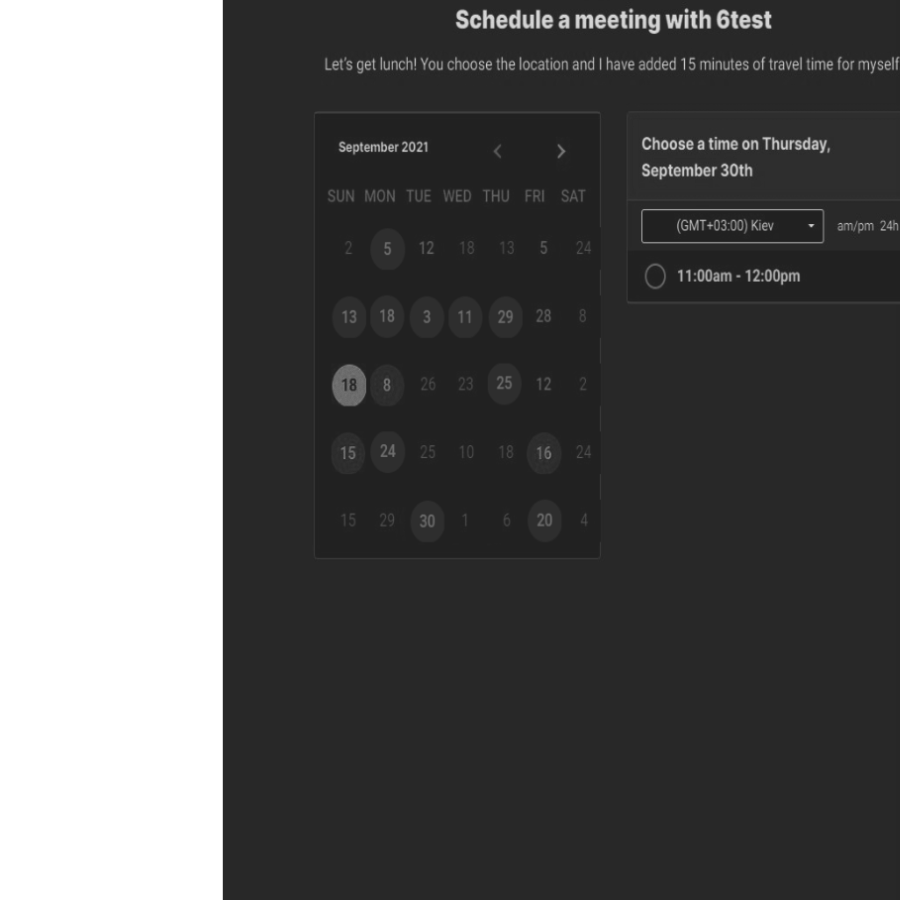 Schedule a meeting with 6test
Let's get lunch! You choose the location and I have added 15 minutes of travel time for myself
September 2021
SUN MON TUE WED THU FRI SAT
2 5 12 18 13 5 24
13 18 3 11 29 28 8
18 8 26 23 25 12 2
15 24 25 10 18 16 24
15 29 30 1 6 20 4
Choose a time on Thursday,
September 30th
(GMT+03:00) Kiev am/pm 24h
11:00am - 12:00pm